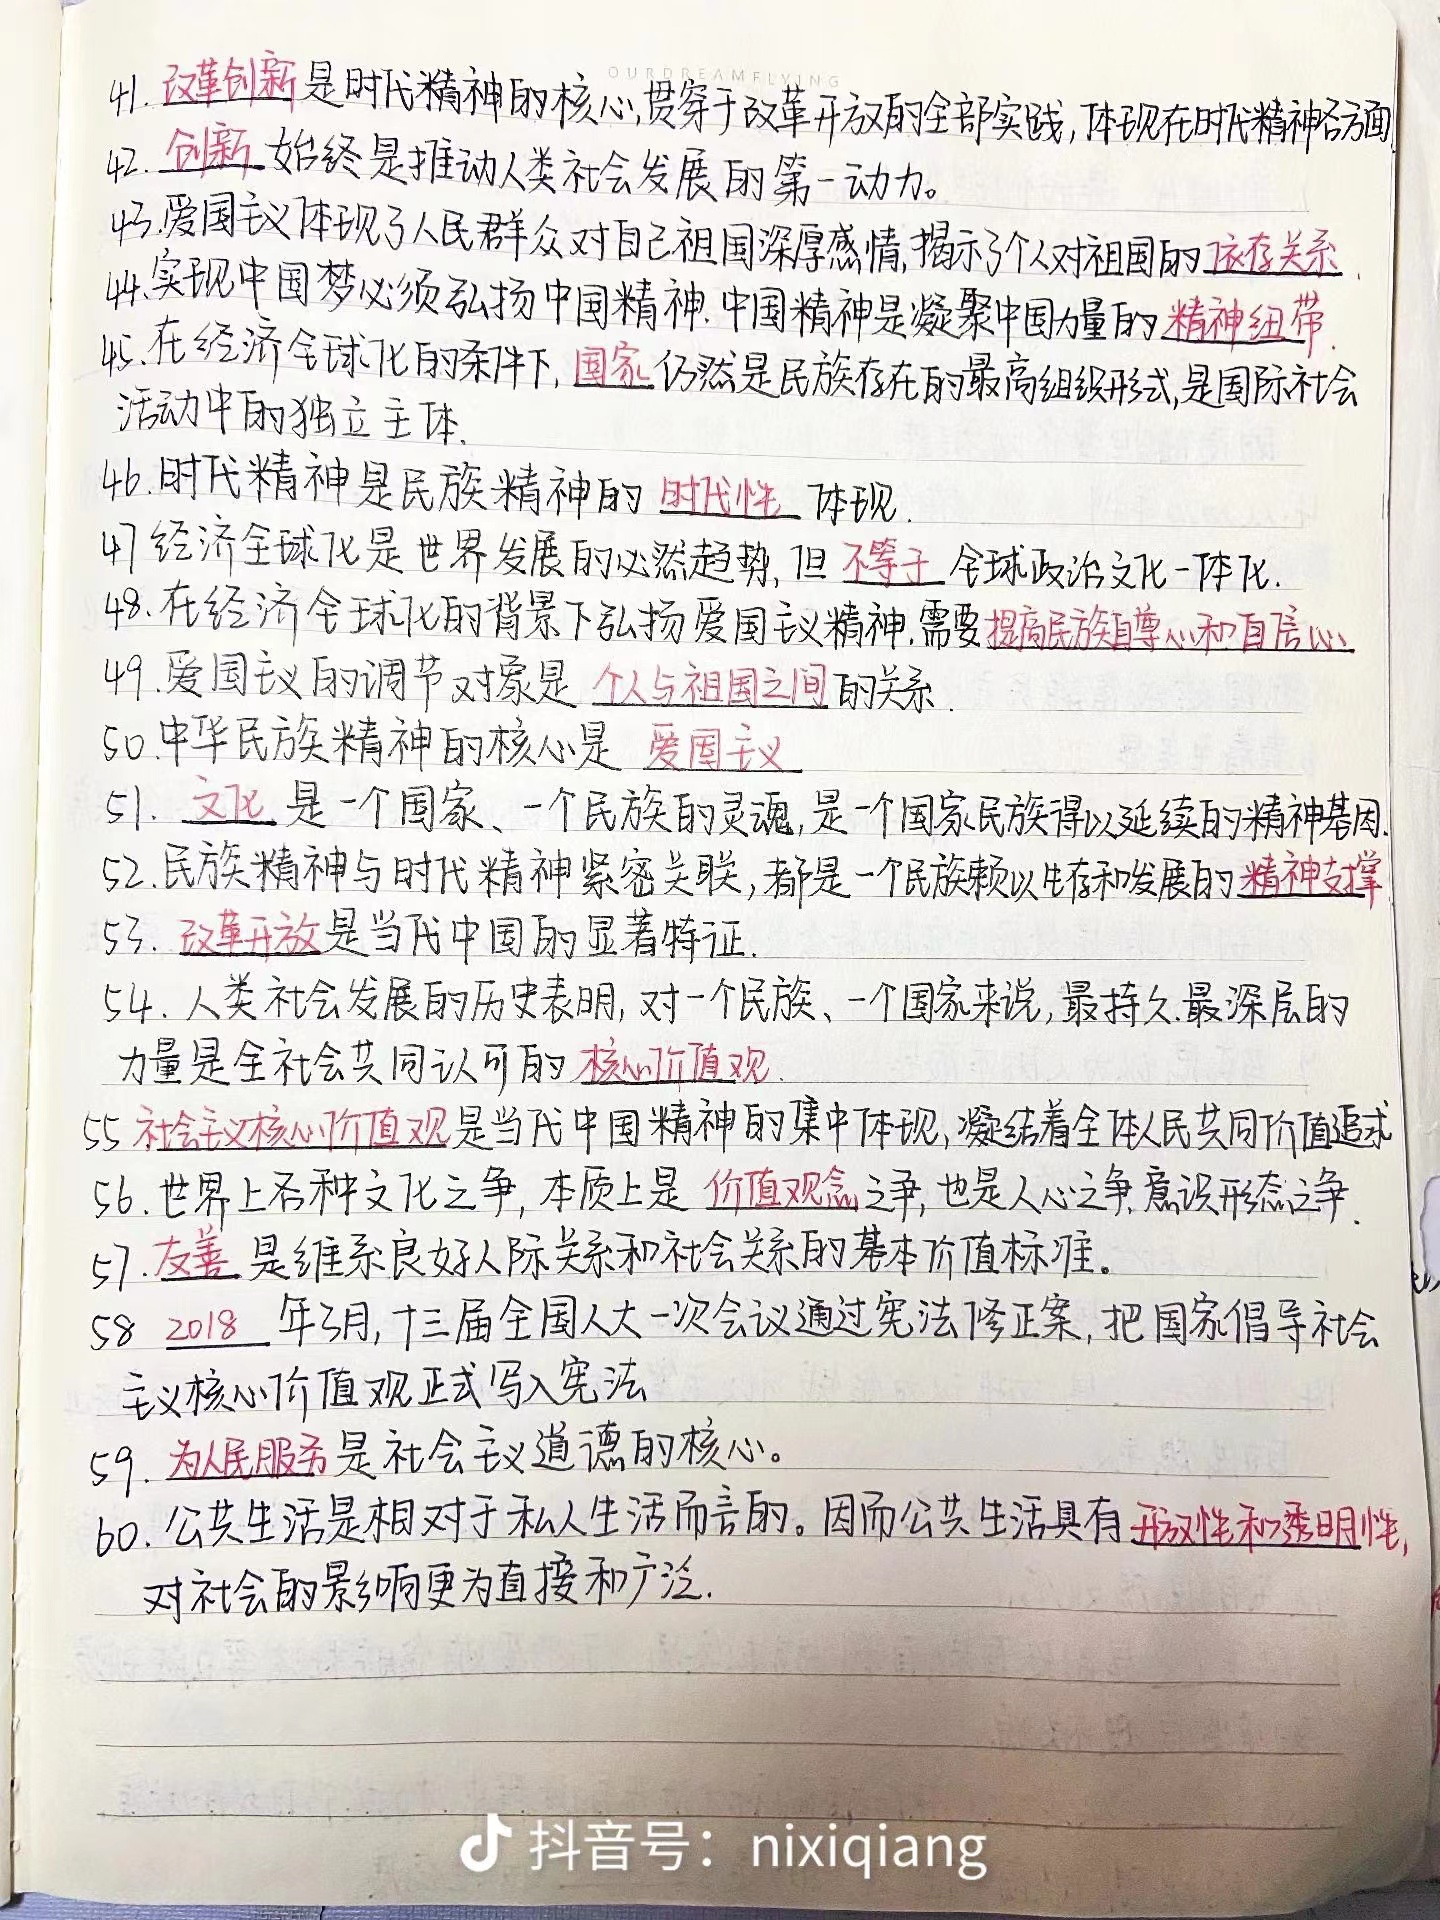 OURDREAMFLYING
41. 改革创新是时代精神的核心,贯穿于改革开放的全部实践,体现在时代精神各方面.
42. 创新 始终是推动人类社会发展的第一动力。
43. 爱国主义体现了人民群众对自己祖国深厚感情,揭示了个人对祖国的依存关系.
44. 实现中国梦必须弘扬中国精神.中国精神是凝聚中国力量的精神纽带.
45. 在经济全球化的条件下,国家仍然是民族存在的最高组织形式,是国际社会
活动中的独立主体.
46. 时代精神是民族精神的 时代性 体现.
47 经济全球化是世界发展的必然趋势,但 不等于 全球政治文化一体化.
48. 在经济全球化的背景下弘扬爱国主义精神.需要提高民族自尊心和自信心.
49. 爱国主义的调节对象是 个人与祖国之间的关系.
50. 中华民族精神的核心是 爱国主义
51. 文化 是一个国家、一个民族的灵魂,是一个国家民族得以延续的精神基因.
52. 民族精神与时代精神紧密关联,都是一个民族赖以生存和发展的精神支撑
53. 改革开放是当代中国的显著特证.
54. 人类社会发展的历史表明,对一个民族、一个国家来说,最持久.最深层的
力量是全社会共同认可的 核心价值观.
55 社会主义核心价值观是当代中国精神的集中体现,凝结着全体人民共同价值追求
56. 世界上各种文化之争,本质上是 价值观念之争,也是人心之争.意识形态之争.
57. 友善 是维系良好人际关系和社会关系的基本价值标准。
58 2018 年3月,十三届全国人大一次会议通过宪法修正案,把国家倡导社会
主义核心价值观正式写入宪法
59. 为人民服务是社会主义道德的核心。
60. 公共生活是相对于私人生活而言的。因而公共生活具有开放性和透明性,
对社会的影响更为直接和广泛.
抖音号：nixiqiang